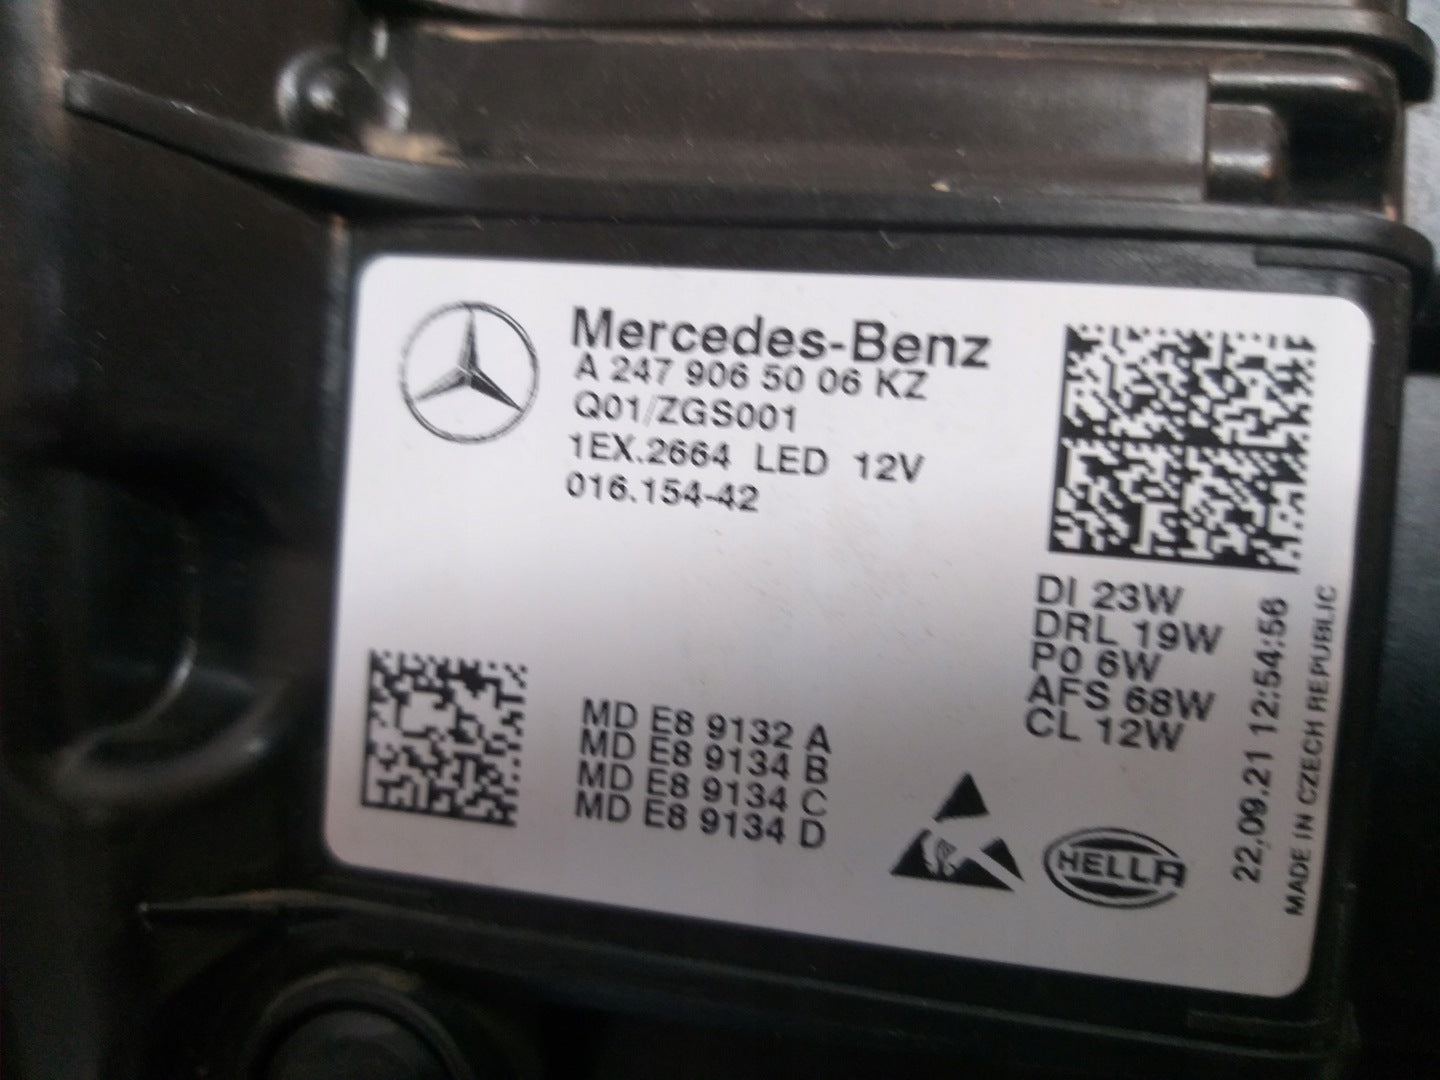 Mercedes-Benz
A 247 906 50 06 KZ
Q01/ZGS001
1EX.2664 LED 12V
016.154-42
DI 23W
DRL 19W
P0 6W
AFS 68W
CL 12W
22.09.21 12:54:56
MADE IN CZECH REPUBLIC
MD E8 9132 A
MD E8 9134 B
MD E8 9134 C
MD E8 9134 D
HELLA